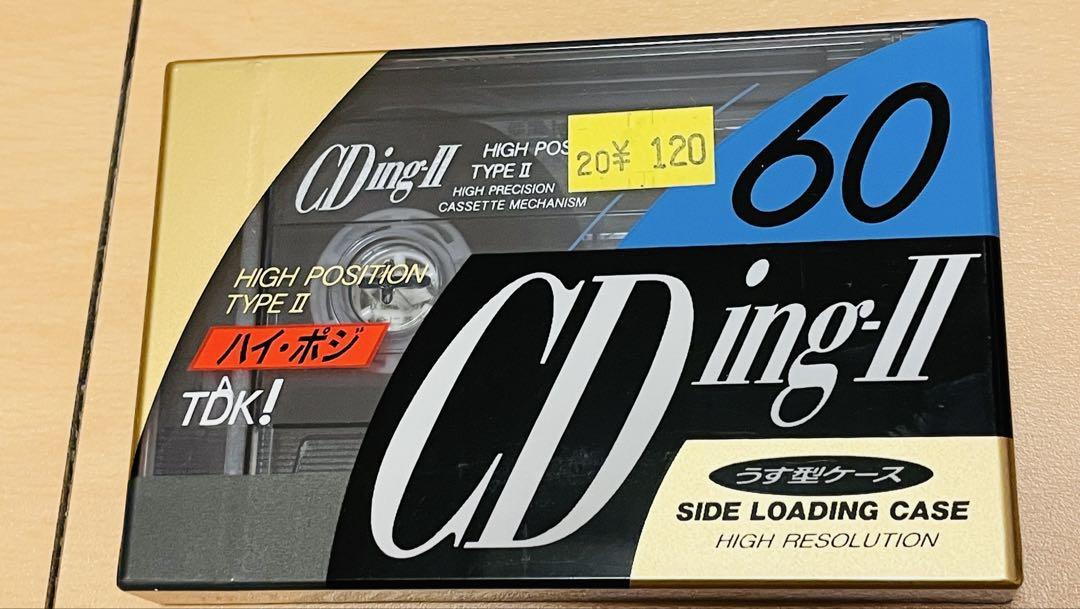 60
CDing-II
HIGH POS
TYPE II
HIGH PRECISION
CASSETTE MECHANISM
20¥ 120
HIGH POSITION
TYPE II
ハイ・ポジ
TDK!
CDing-II
うす型ケース
SIDE LOADING CASE
HIGH RESOLUTION